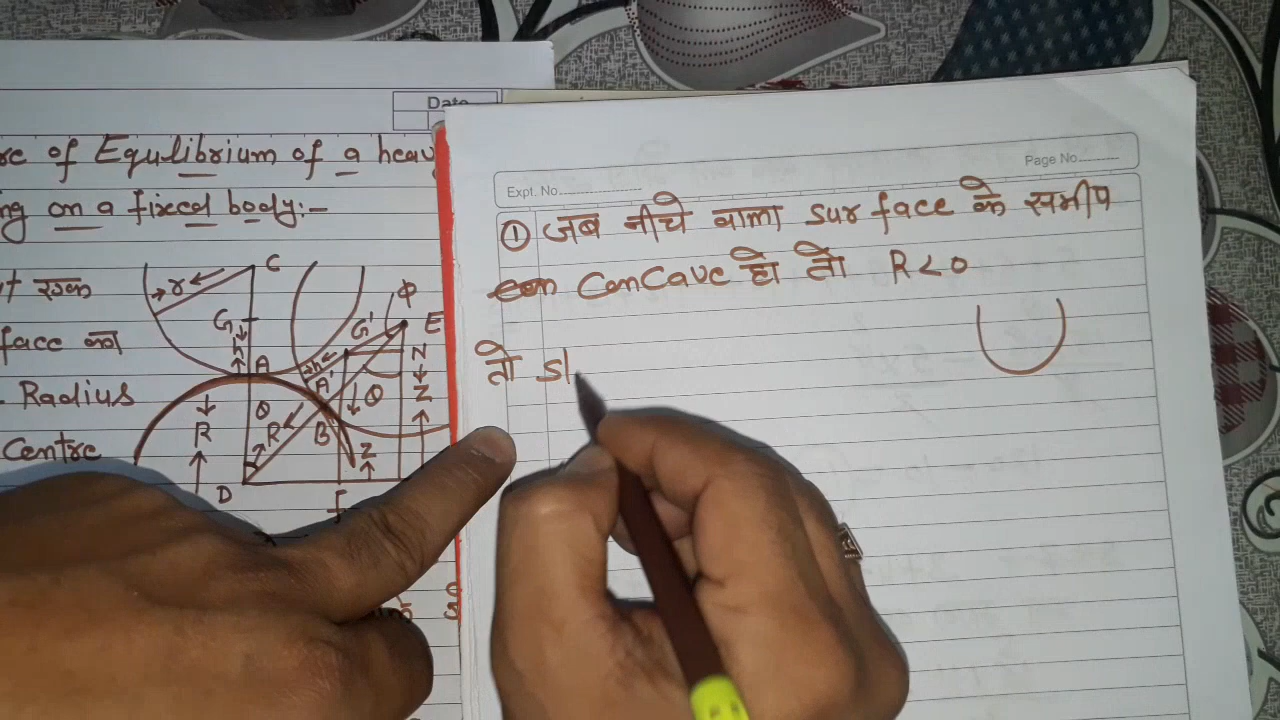 Date
re of Equlibrium of a heav
ng on a fixed body:-
face का
Radius
Centre
r
C
G
h
A
R
D
θ
R
B
A'
h
G'
φ
E
N
Z
θ
Z
Expt. No.
Page No.
① जब नीचे वाला surface के समीप
ConCave हो तो R<0
तो sl